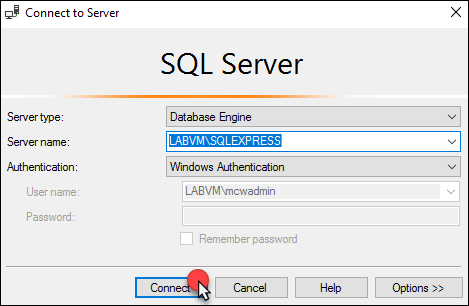 Connect to Server
SQL Server
Server type: Database Engine
Server name: LABVM\SQLEXPRESS
Authentication: Windows Authentication
User name: LABVM\mcwadmin
Password:
Remember password
Connect Cancel Help Options >>